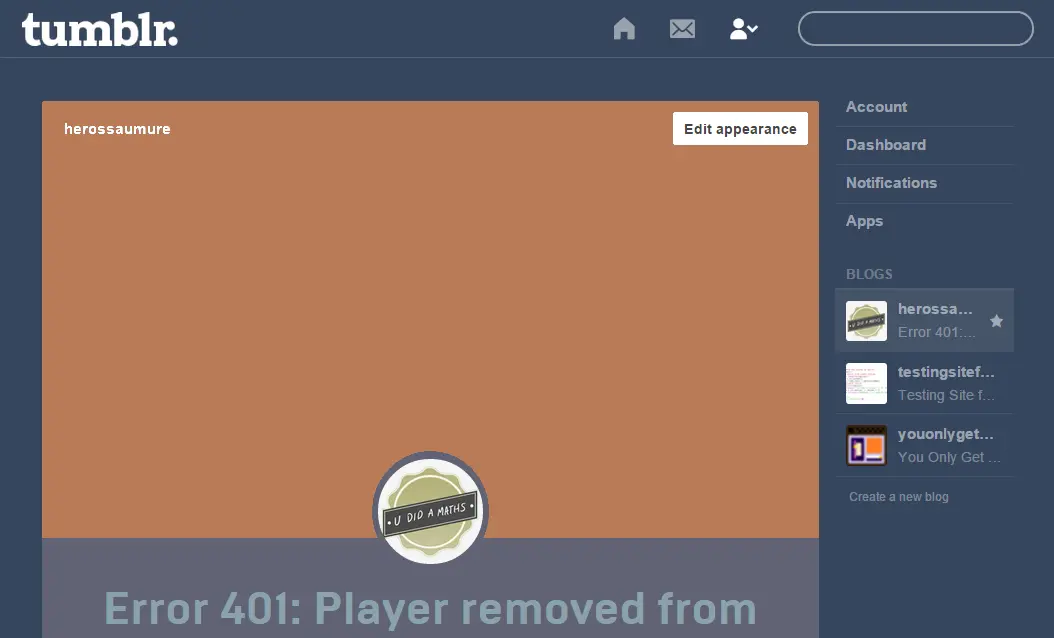 tumblr.
herossaumure
Edit appearance
Account
Dashboard
Notifications
Apps
BLOGS
herossa...
Error 401:...
testingsitef...
Testing Site f...
youonlyget...
You Only Get ...
Create a new blog
U DID A MATHS
Error 401: Player removed from